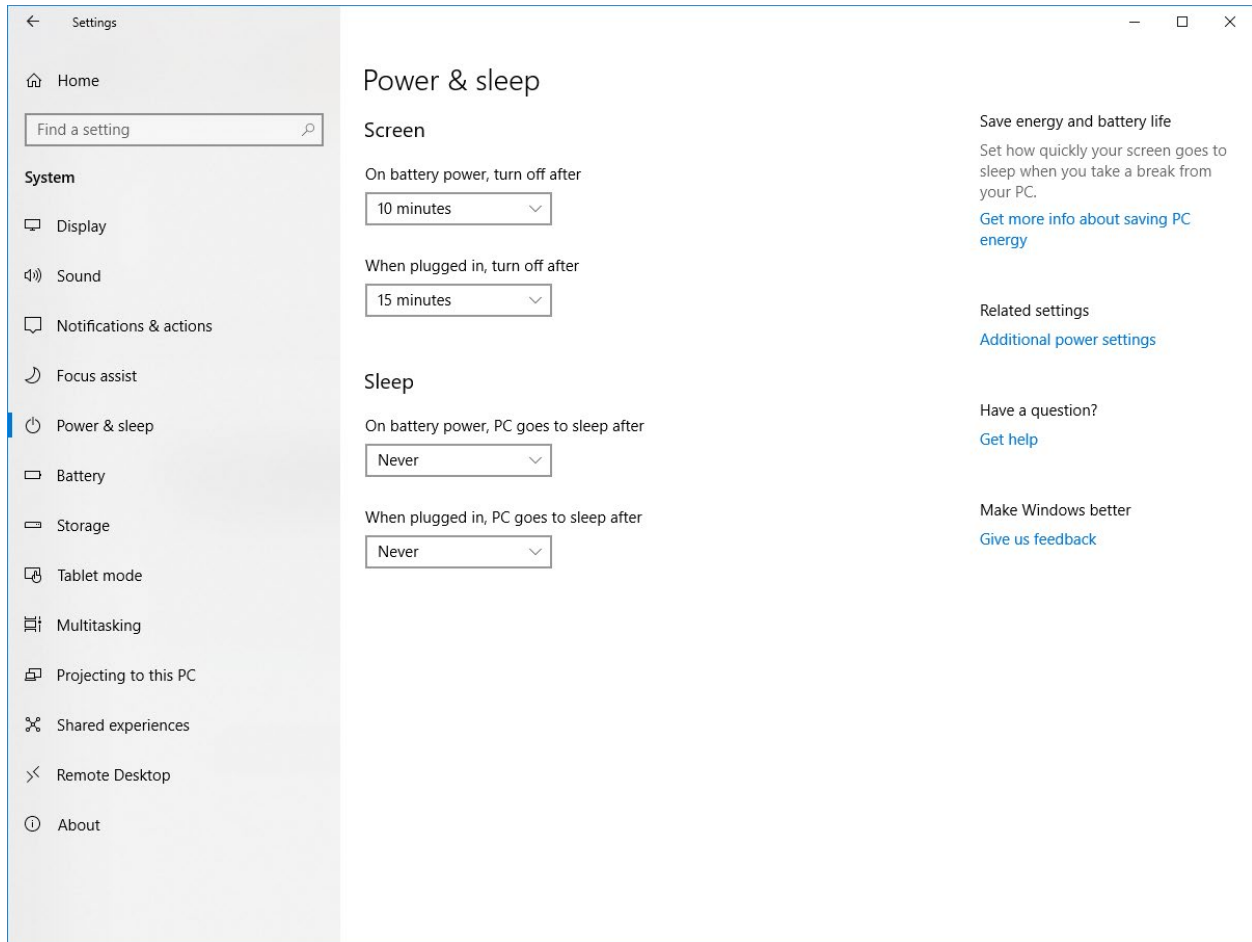 Settings
Home
Find a setting
System
Display
Sound
Notifications & actions
Focus assist
Power & sleep
Battery
Storage
Tablet mode
Multitasking
Projecting to this PC
Shared experiences
Remote Desktop
About
Power & sleep
Screen
On battery power, turn off after
10 minutes
When plugged in, turn off after
15 minutes
Sleep
On battery power, PC goes to sleep after
Never
When plugged in, PC goes to sleep after
Never
Save energy and battery life
Set how quickly your screen goes to
sleep when you take a break from
your PC.
Get more info about saving PC
energy
Related settings
Additional power settings
Have a question?
Get help
Make Windows better
Give us feedback